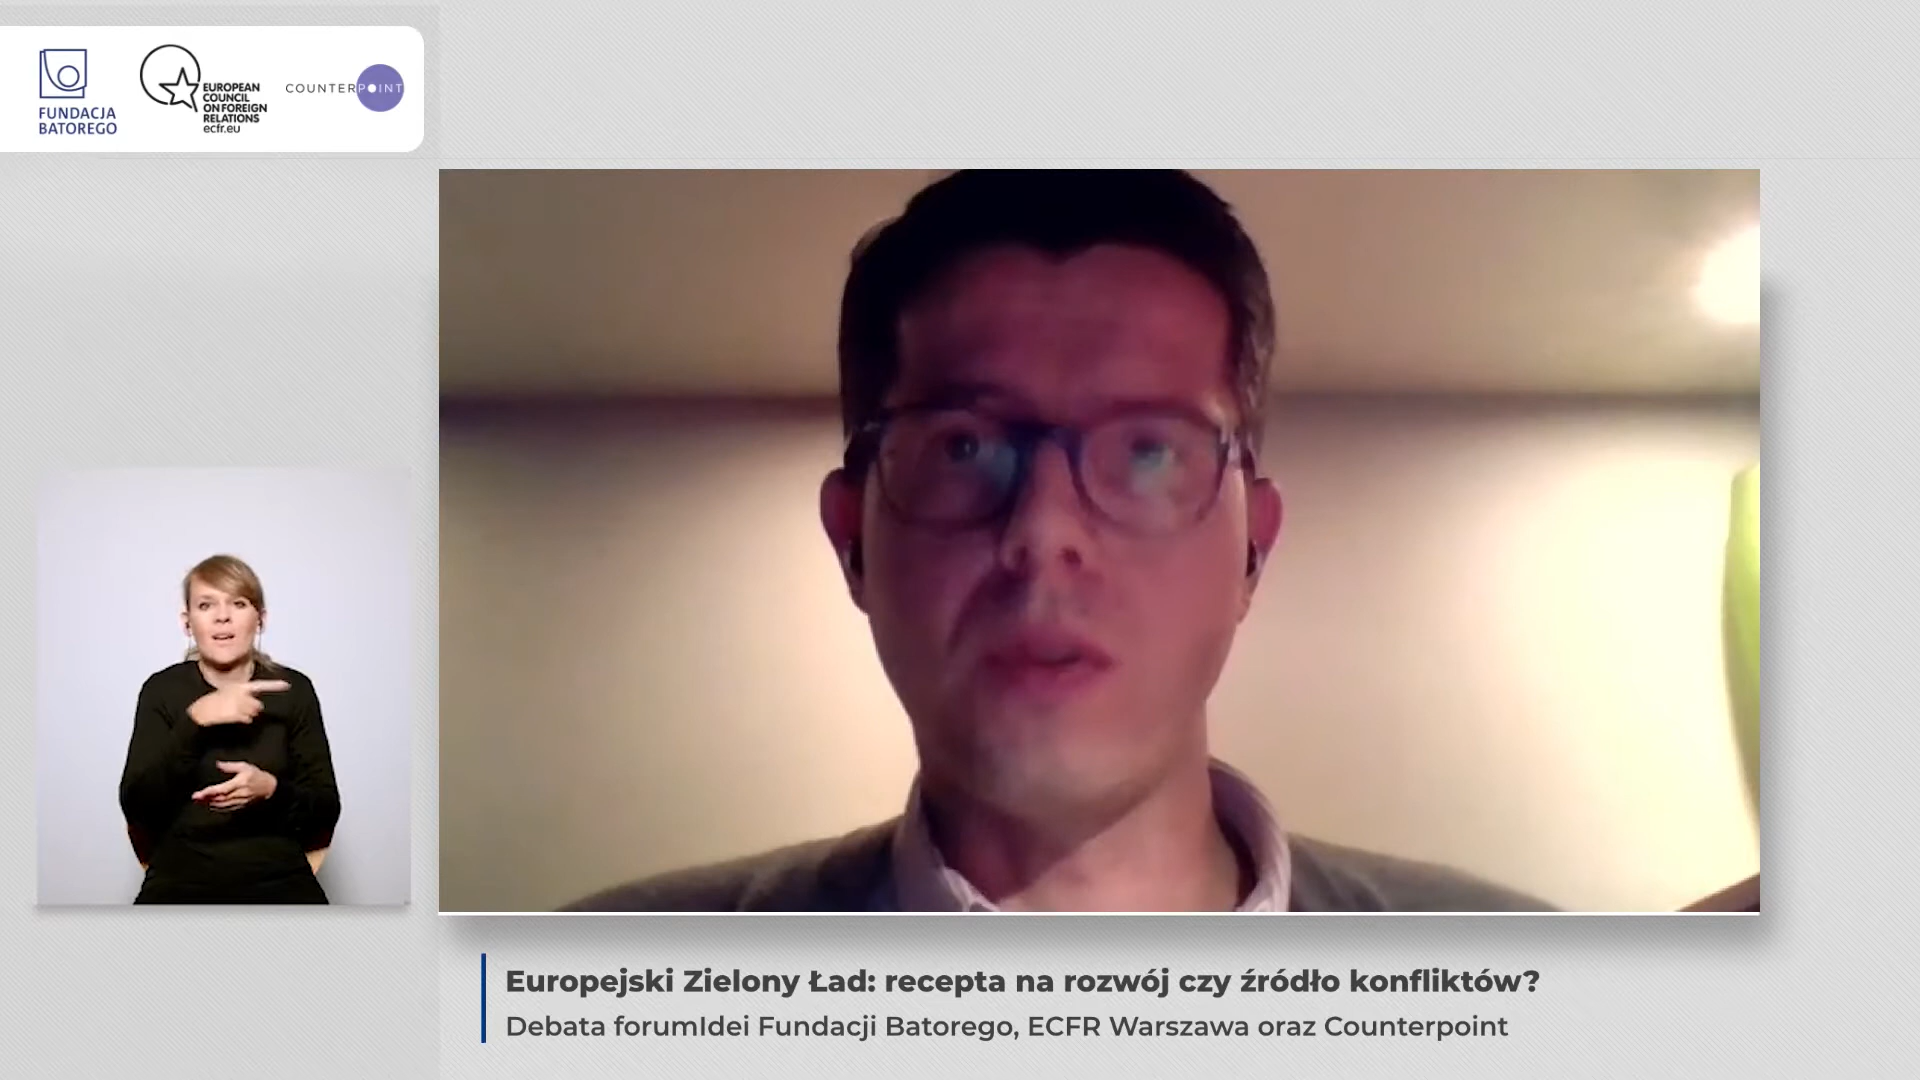 FUNDACJA
BATOREGO
EUROPEAN
COUNCIL
ON FOREIGN
RELATIONS
ecfr.eu
COUNTERPOINT
Europejski Zielony Ład: recepta na rozwój czy źródło konfliktów?
Debata forumIdei Fundacji Batorego, ECFR Warszawa oraz Counterpoint